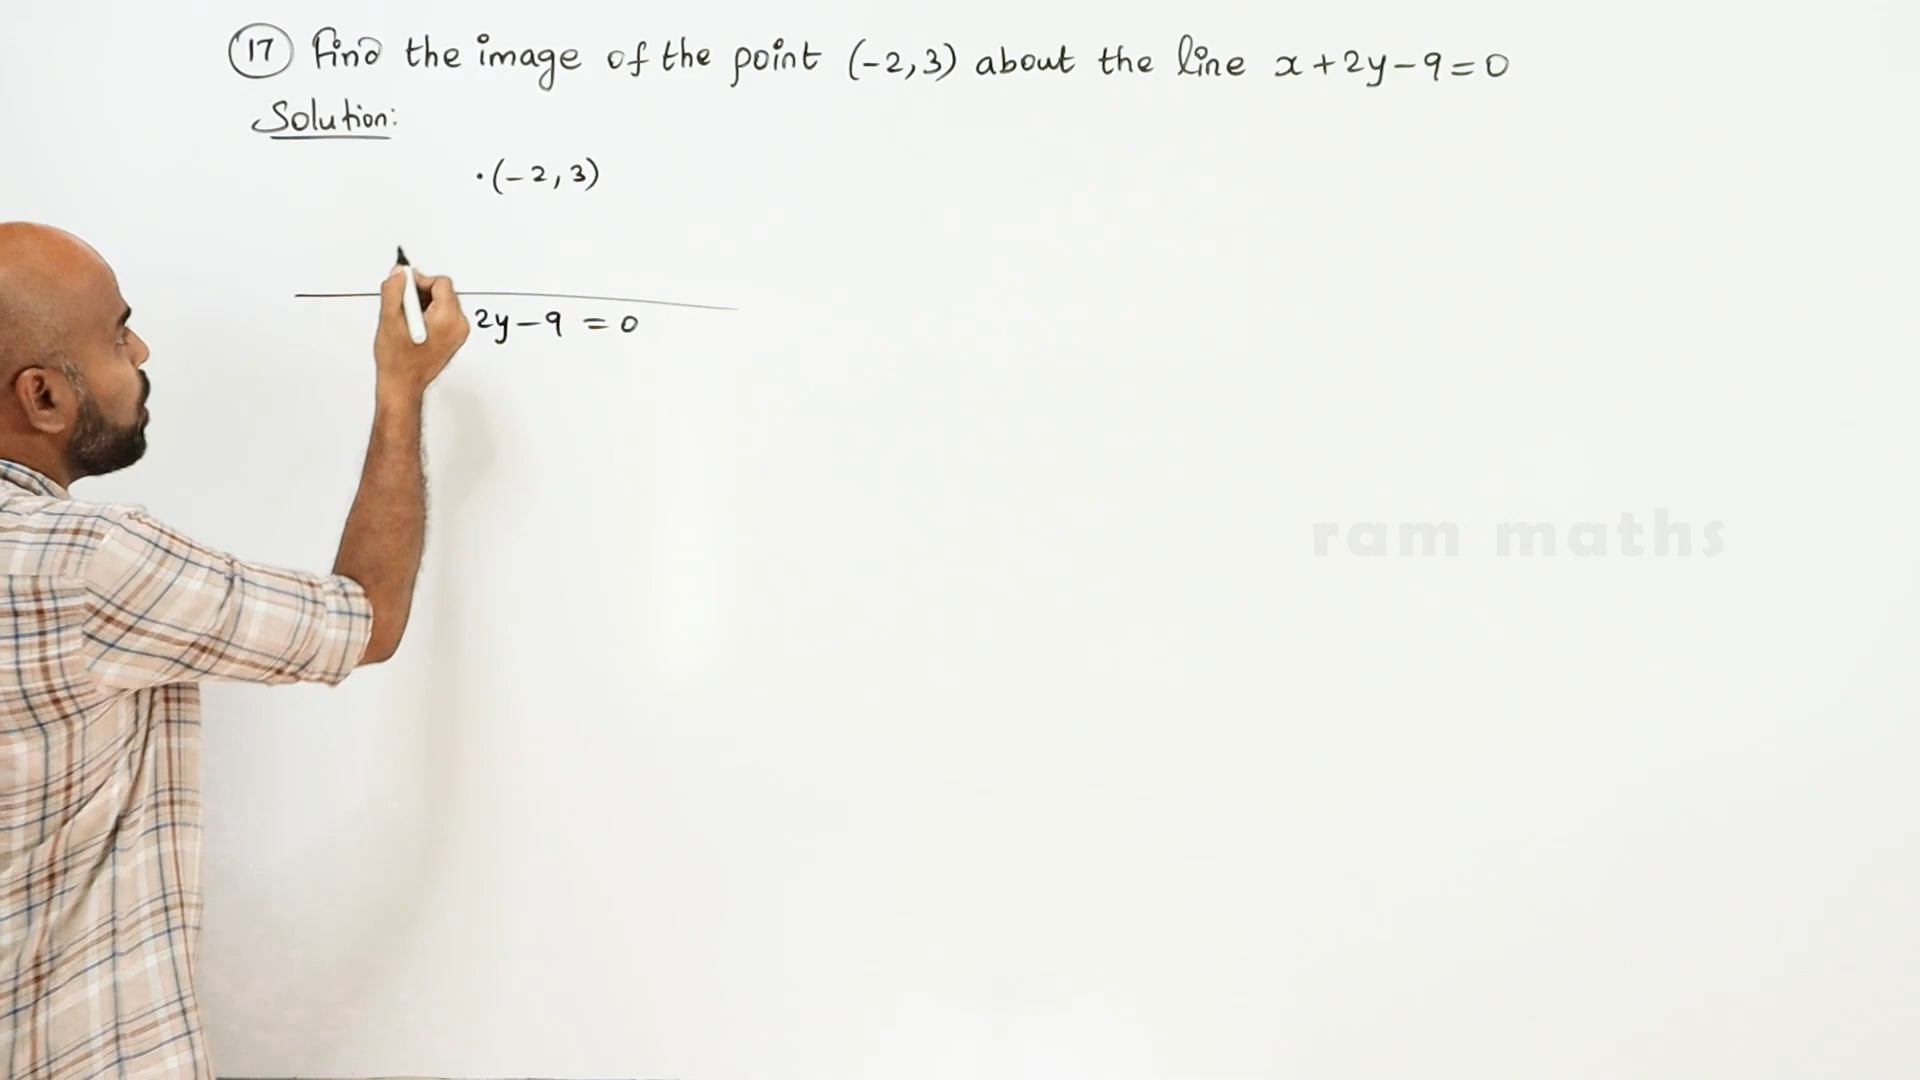 17 Find the image of the point (-2,3) about the line x+2y-9=0
Solution:
.(-2,3)
2y-9 = 0
ram maths